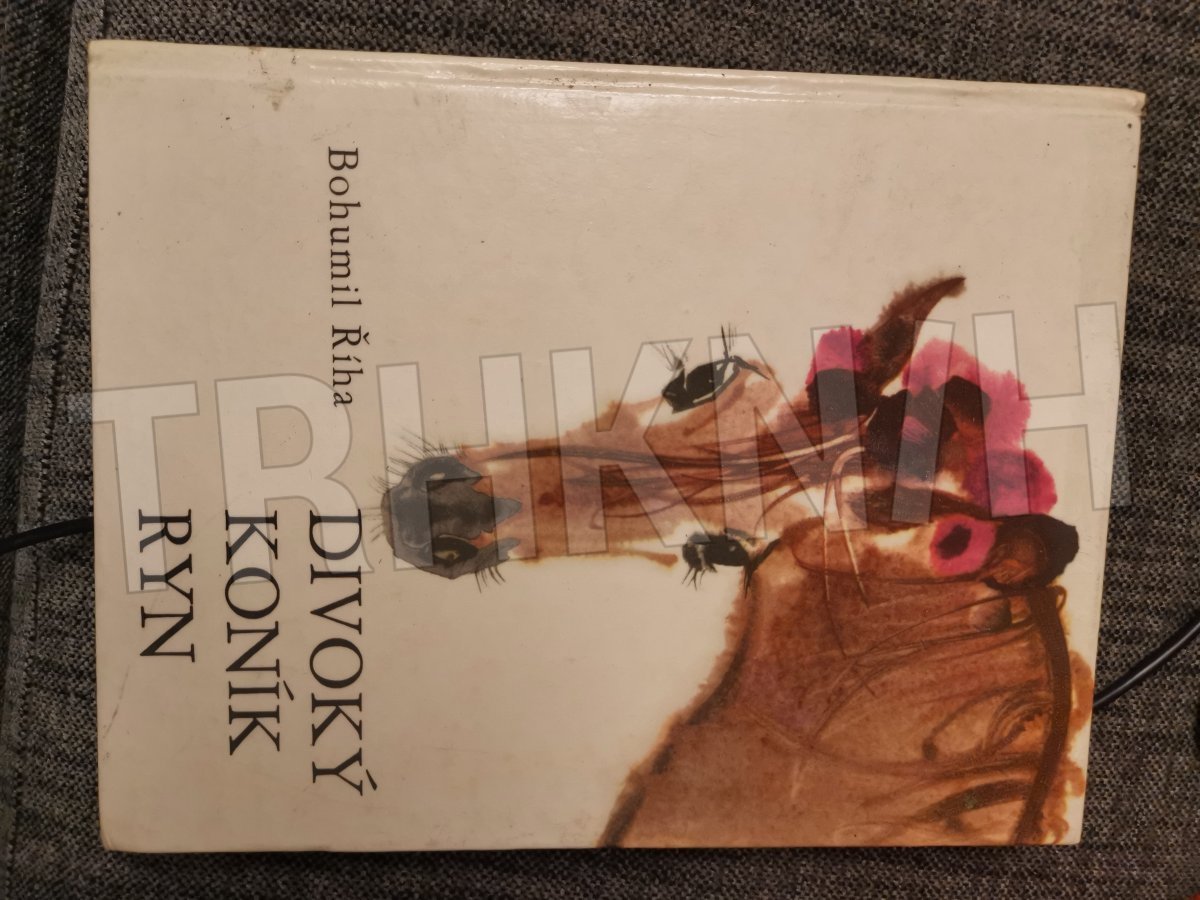 Bohumil Říha
DIVOKÝ
KONÍK
RYN
TRHKNIH